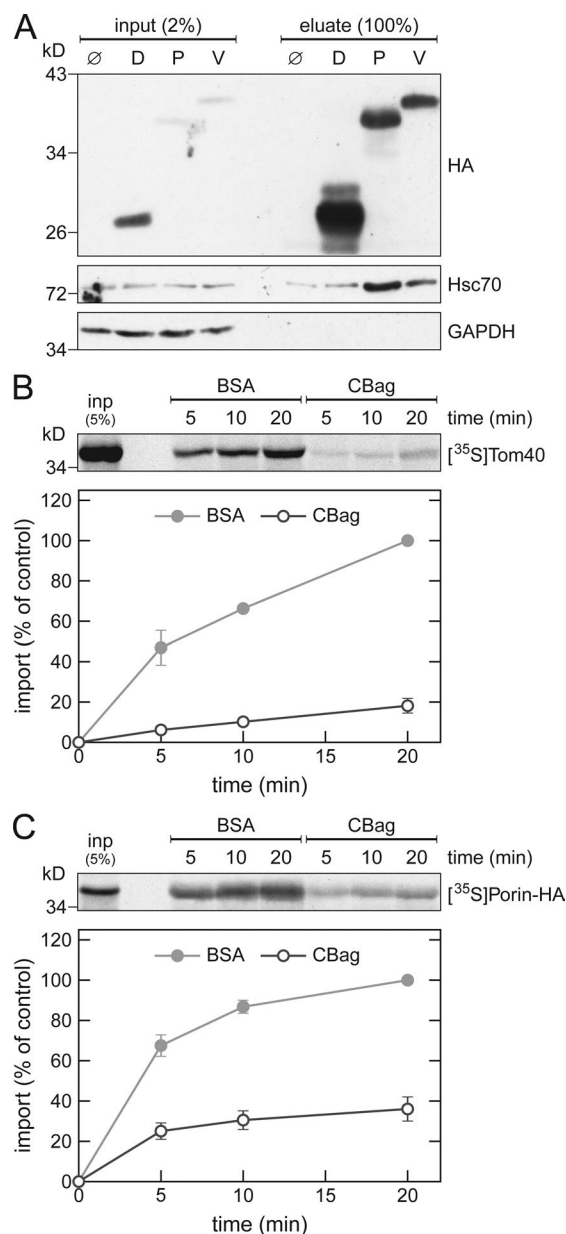 A
input (2%) eluate (100%)
kD
∅ D P V ∅ D P V
43
34
HA
26
Hsc70
72
GAPDH
34
B
BSA CBag
inp
(5%)
5 10 20 5 10 20 time (min)
kD
34
[35S]Tom40
120
BSA CBag
100
80
60
40
20
0
import (% of control)
0 5 10 15 20
time (min)
C
BSA CBag
inp
(5%)
5 10 20 5 10 20 time (min)
kD
34
[35S]Porin-HA
120
BSA CBag
100
80
60
40
20
0
import (% of control)
0 5 10 15 20
time (min)